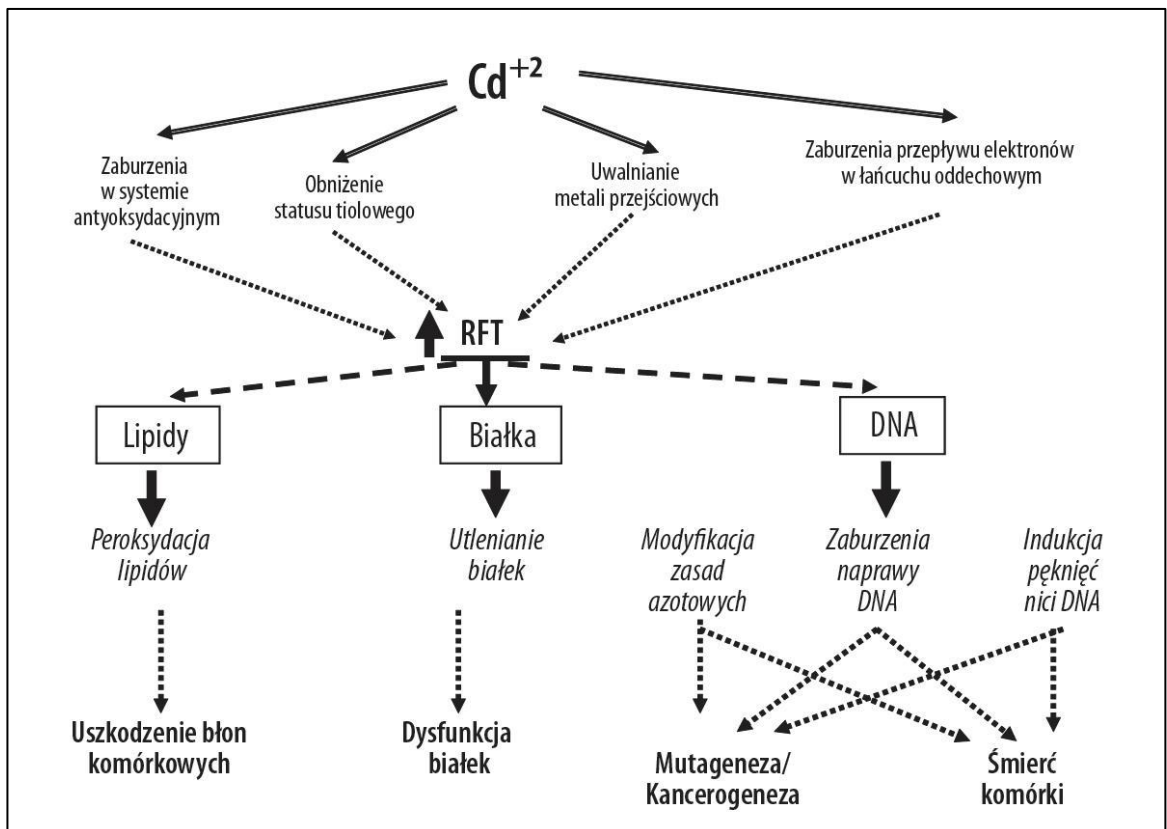 Cd+2
Zaburzenia
w systemie
antyoksydacyjnym
Obniżenie
statusu tiolowego
Uwalnianie
metali przejściowych
Zaburzenia przepływu elektronów
w łańcuchu oddechowym
RFT
Lipidy
Białka
DNA
Peroksydacja
lipidów
Utlenianie
białek
Modyfikacja
zasad
azotowych
Zaburzenia
naprawy
DNA
Indukcja
pęknięć
nici DNA
Uszkodzenie błon
komórkowych
Dysfunkcja
białek
Mutageneza/
Kancerogeneza
Śmierć
komórki